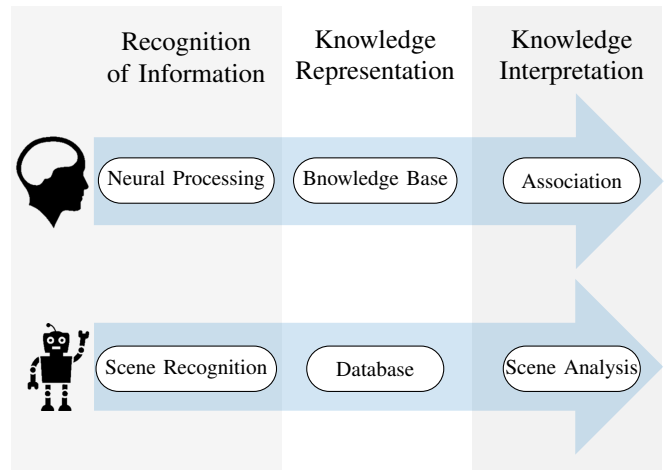 Recognition
of Information
Knowledge
Representation
Knowledge
Interpretation
Neural Processing
Bnowledge Base
Association
Scene Recognition
Database
Scene Analysis